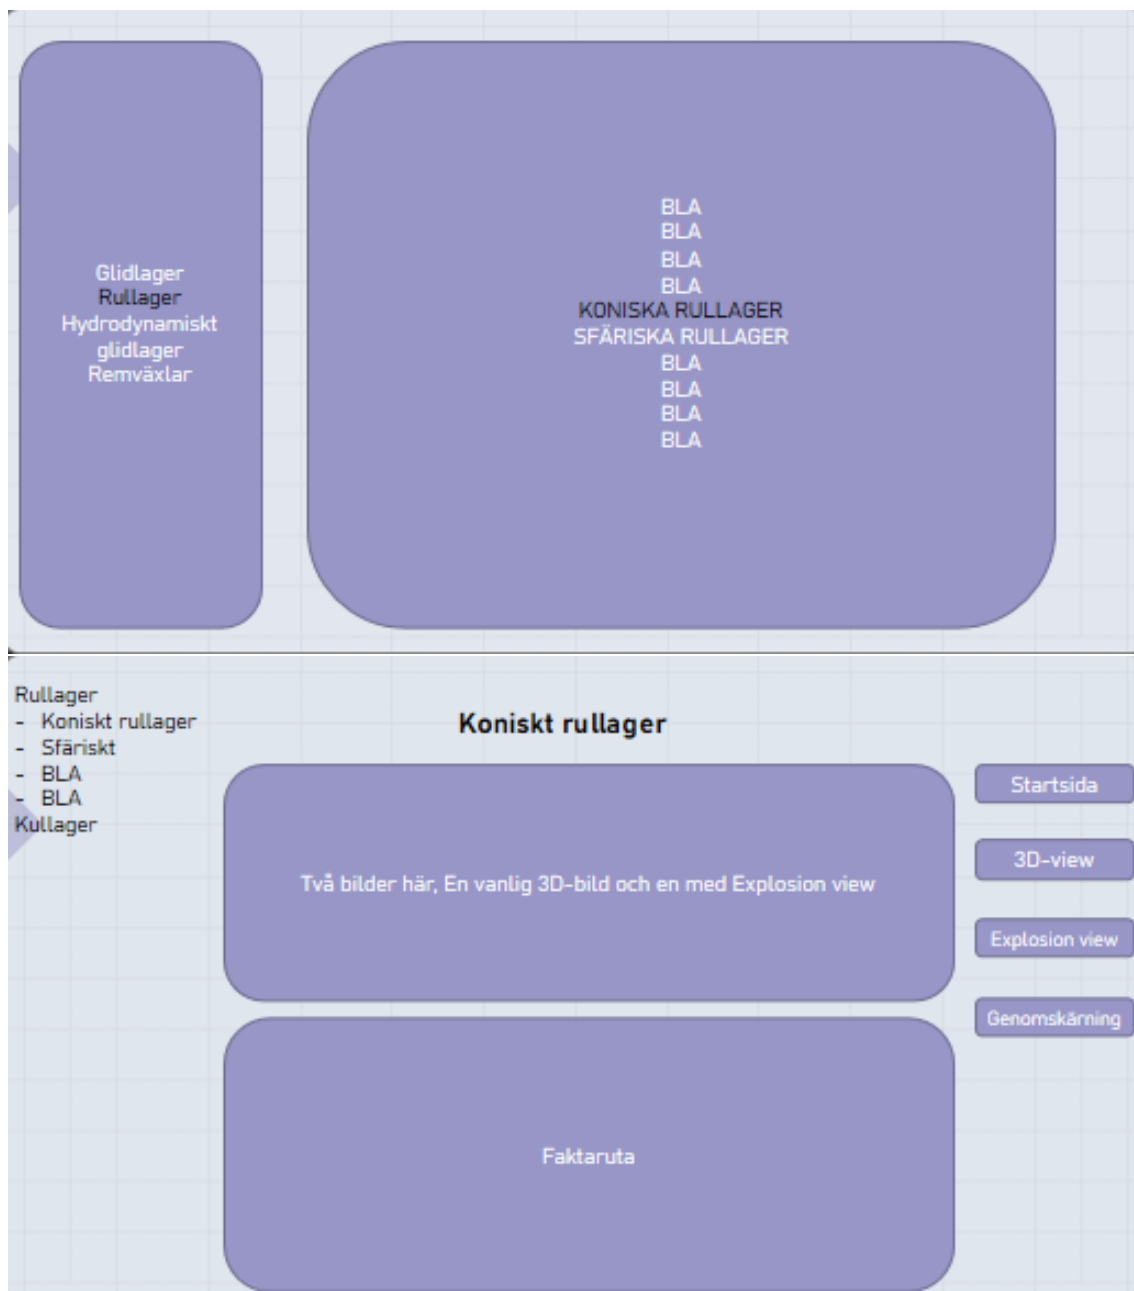 Glidlager
Rullager
Hydrodynamiskt
glidlager
Remväxlar
BLA
BLA
BLA
BLA
KONISKA RULLAGER
SFÄRISKA RULLAGER
BLA
BLA
BLA
BLA
Rullager
- Koniskt rullager
- Sfäriskt
- BLA
- BLA
Kullager
Koniskt rullager
Två bilder här, En vanlig 3D-bild och en med Explosion view
Faktaruta
Startsida
3D-view
Explosion view
Genomskärning